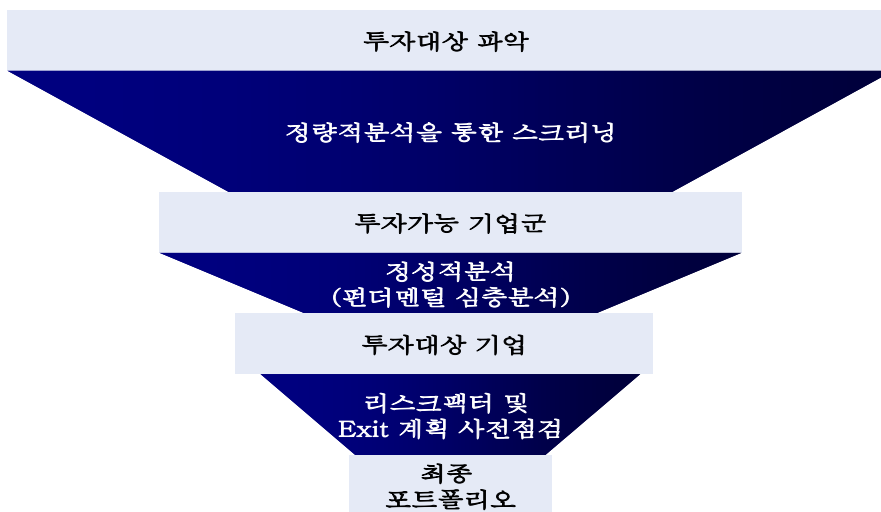 투자대상 파악
정량적분석을 통한 스크리닝
투자가능 기업군
정성적분석
(펀더멘털 심층분석)
투자대상 기업
리스크팩터 및
Exit 계획 사전점검
최종
포트폴리오